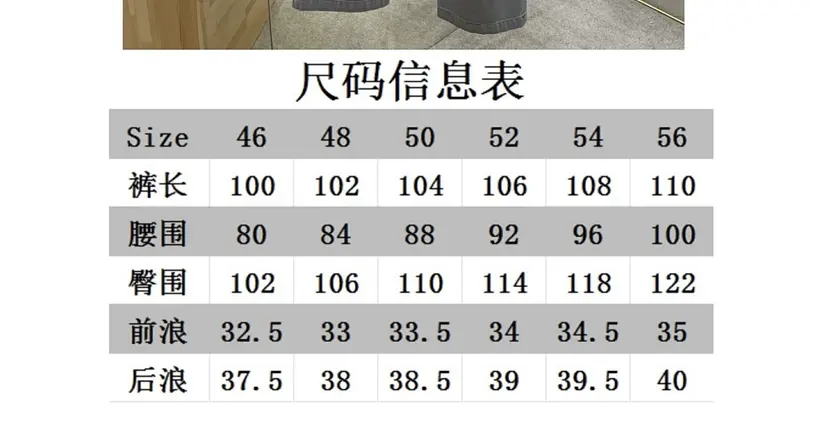 尺码信息表
Size 46 48 50 52 54 56
裤长 100 102 104 106 108 110
腰围 80 84 88 92 96 100
臀围 102 106 110 114 118 122
前浪 32.5 33 33.5 34 34.5 35
后浪 37.5 38 38.5 39 39.5 40